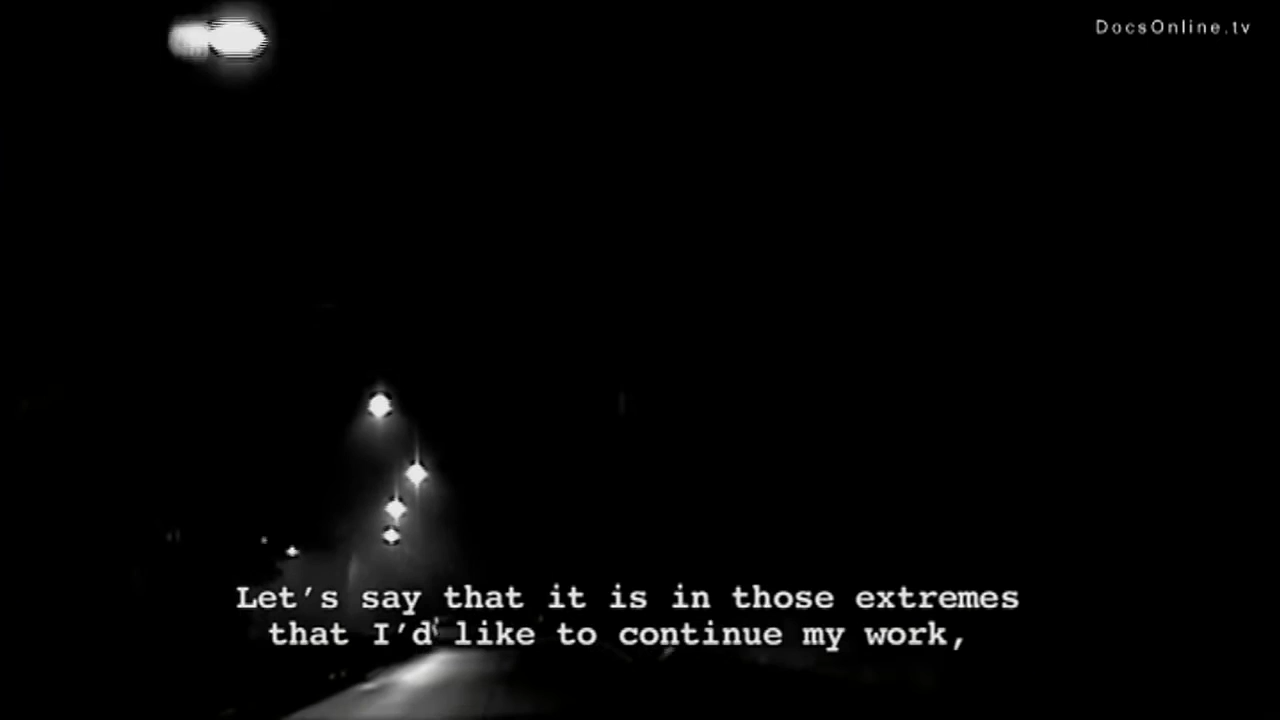 DocsOnline.tv
Let's say that it is in those extremes
that I'd like to continue my work,